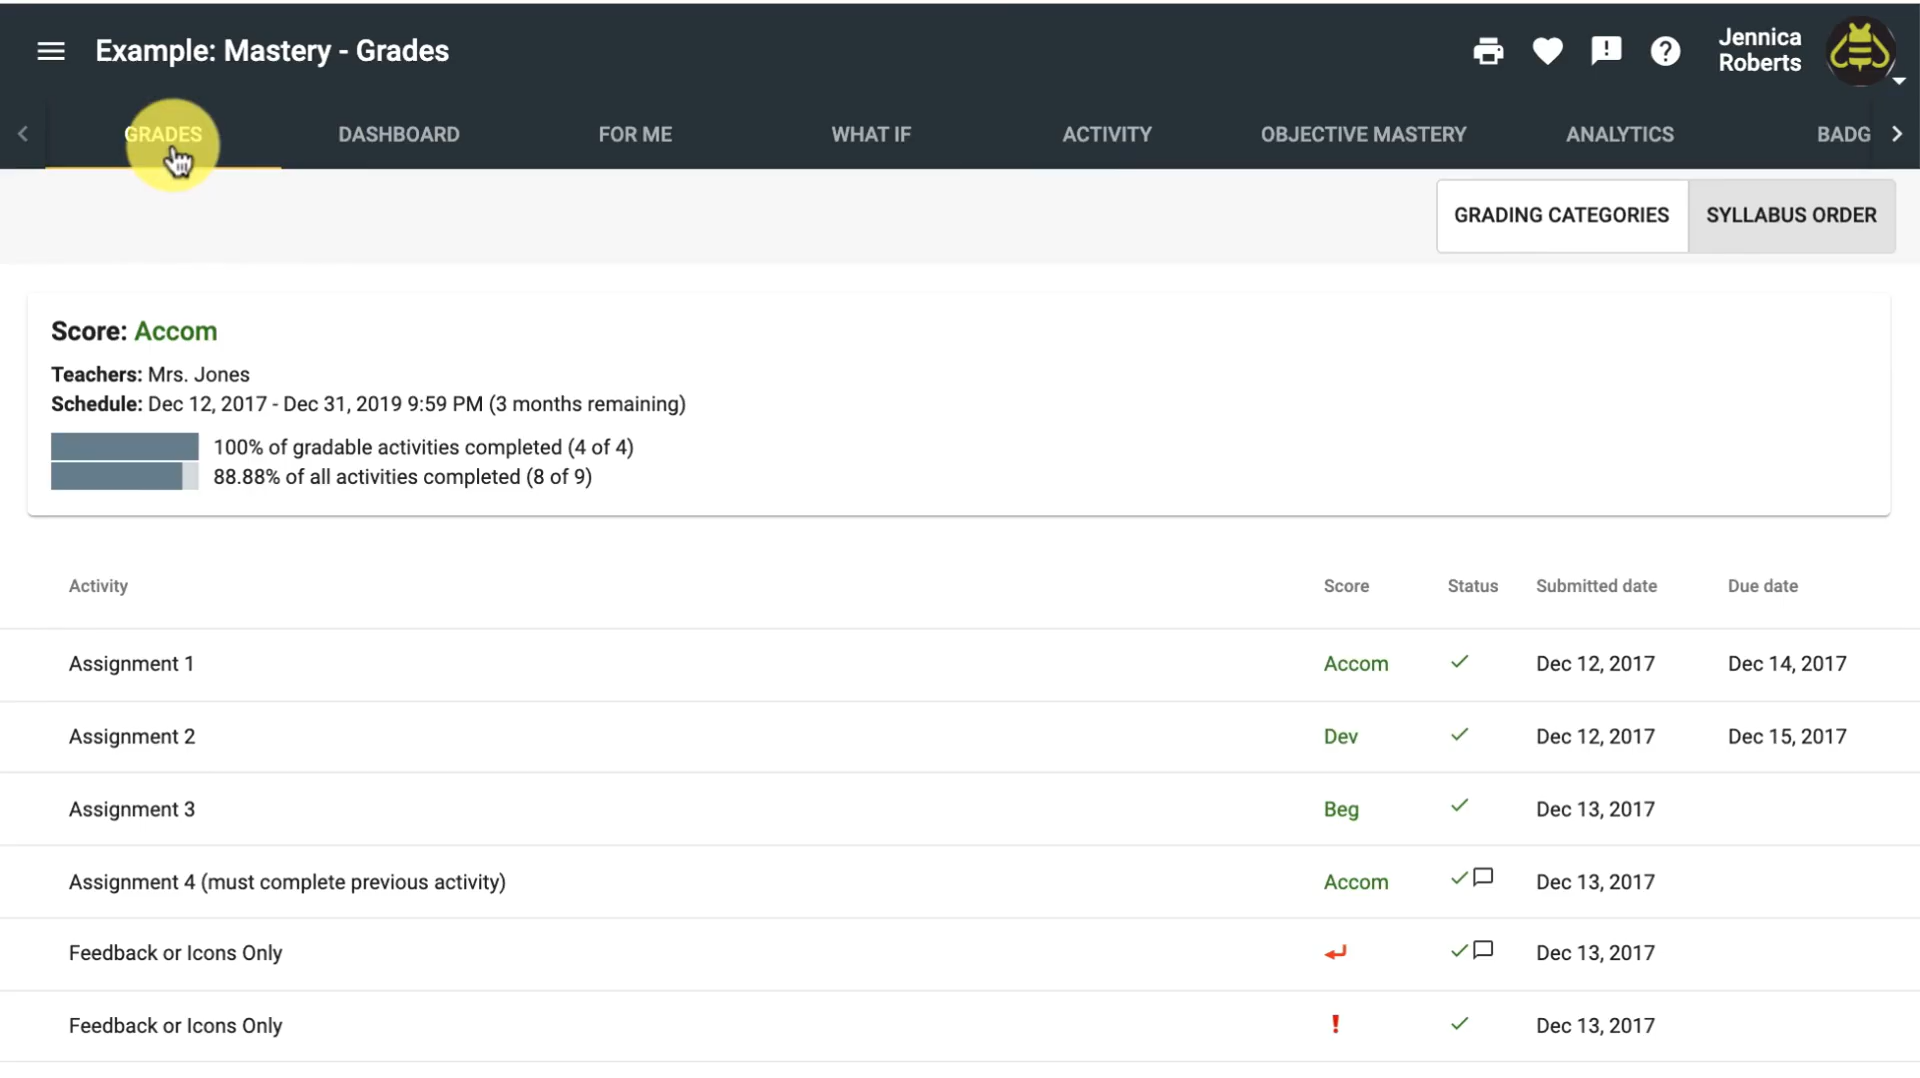 Example: Mastery - Grades
Jennica
Roberts
GRADES DASHBOARD FOR ME WHAT IF ACTIVITY OBJECTIVE MASTERY ANALYTICS BADG
GRADING CATEGORIES SYLLABUS ORDER
Score: Accom
Teachers: Mrs. Jones
Schedule: Dec 12, 2017 - Dec 31, 2019 9:59 PM (3 months remaining)
100% of gradable activities completed (4 of 4)
88.88% of all activities completed (8 of 9)
Activity Score Status Submitted date Due date
Assignment 1 Accom Dec 12, 2017 Dec 14, 2017
Assignment 2 Dev Dec 12, 2017 Dec 15, 2017
Assignment 3 Beg Dec 13, 2017
Assignment 4 (must complete previous activity) Accom Dec 13, 2017
Feedback or Icons Only Dec 13, 2017
Feedback or Icons Only ! Dec 13, 2017